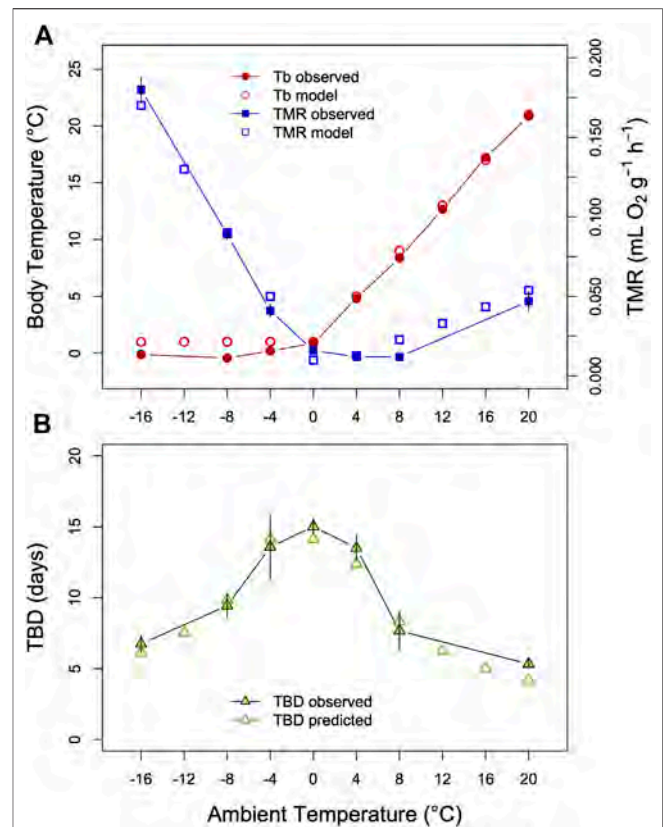 A
Tb observed
Tb model
TMR observed
TMR model
Body Temperature (°C)
25
20
15
10
5
0
TMR (mL O₂ g⁻¹ h⁻¹)
0.200
0.150
0.100
0.050
0.000
-16 -12 -8 -4 0 4 8 12 16 20
B
TBD (days)
20
15
10
5
0
TBD observed
TBD predicted
-16 -12 -8 -4 0 4 8 12 16 20
Ambient Temperature (°C)